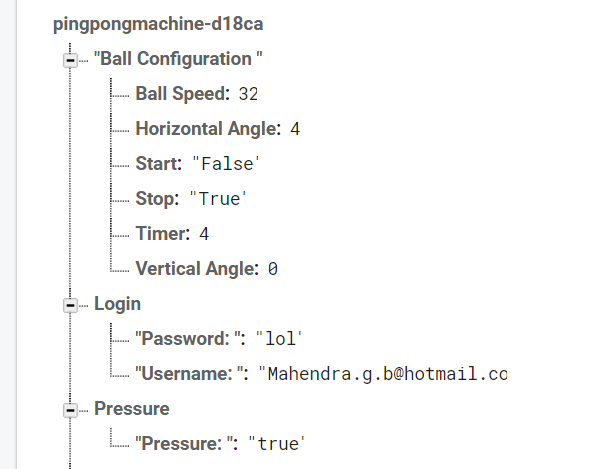 pingpongmachine-d18ca
"Ball Configuration "
Ball Speed: 32
Horizontal Angle: 4
Start: "False"
Stop: "True"
Timer: 4
Vertical Angle: 0
Login
"Password: ": "lol"
"Username: ": "Mahendra.g.b@hotmail.co
Pressure
"Pressure: ": "true"